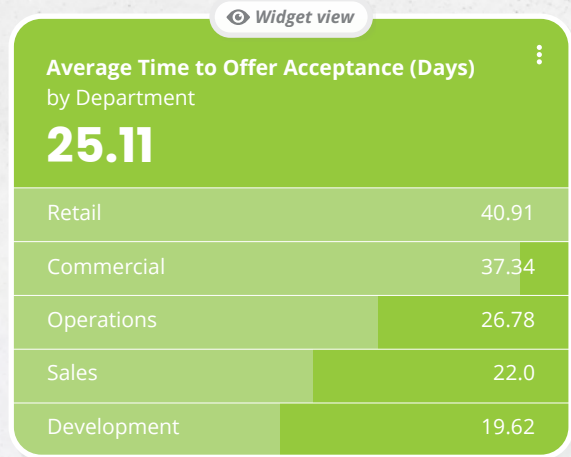 Widget view
Average Time to Offer Acceptance (Days)
by Department
25.11
Retail 40.91
Commercial 37.34
Operations 26.78
Sales 22.0
Development 19.62